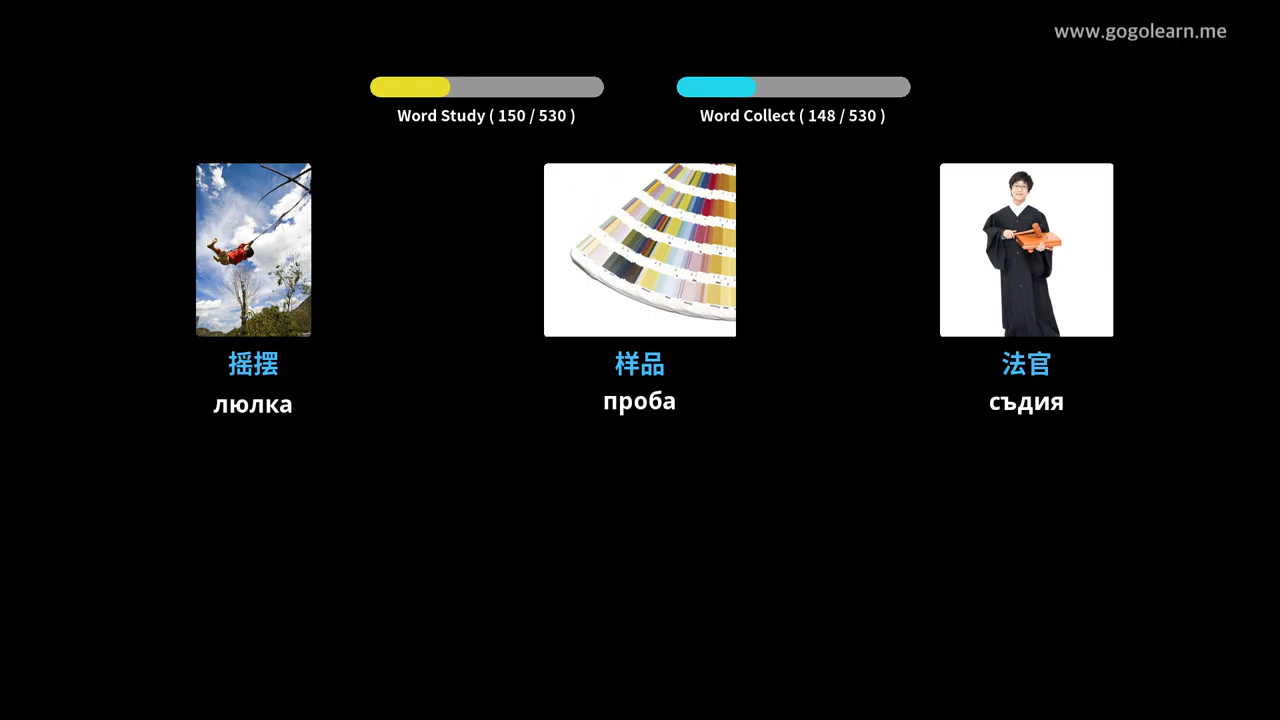 www.gogolearn.me
Word Study ( 150 / 530 )
Word Collect ( 148 / 530 )
摇摆
样品
法官
люлка
проба
съдия